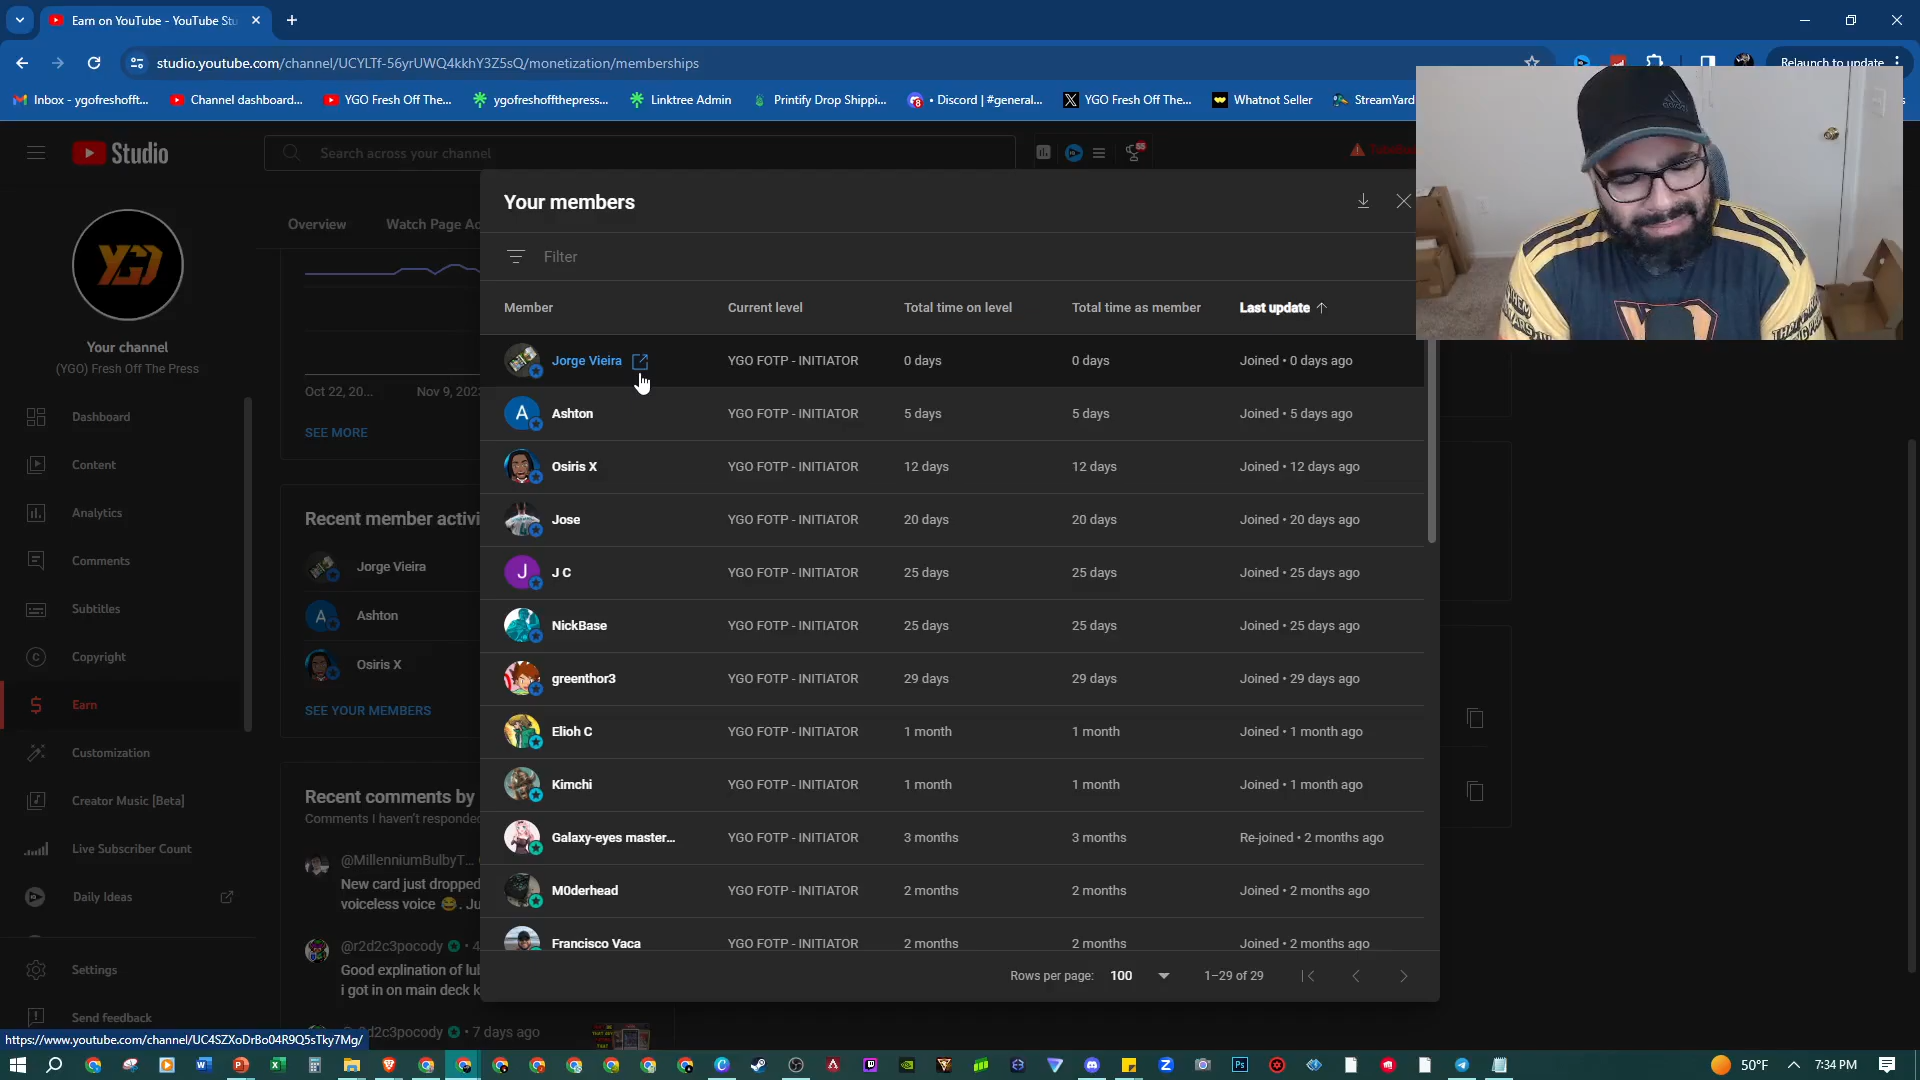 Earn on YouTube - YouTube Stu
studio.youtube.com/channel/UCYLTf-56yrUWQ4kkhY3Z5sQ/monetization/memberships
Relaunch to update
Inbox - ygofreshofft...
Channel dashboard...
YGO Fresh Off The...
ygofreshoffthepress...
Linktree Admin
Printify Drop Shippi...
• Discord | #general...
YGO Fresh Off The...
Whatnot Seller
StreamYard
Studio
Search across your channel
55
Your members
Overview
Watch Page Ad
Filter
Member
Current level
Total time on level
Total time as member
Last update
Jorge Vieira
YGO FOTP - INITIATOR
0 days
0 days
Joined • 0 days ago
A
Ashton
YGO FOTP - INITIATOR
5 days
5 days
Joined • 5 days ago
Osiris X
YGO FOTP - INITIATOR
12 days
12 days
Joined • 12 days ago
Jose
YGO FOTP - INITIATOR
20 days
20 days
Joined • 20 days ago
J
J C
YGO FOTP - INITIATOR
25 days
25 days
Joined • 25 days ago
NickBase
YGO FOTP - INITIATOR
25 days
25 days
Joined • 25 days ago
greenthor3
YGO FOTP - INITIATOR
29 days
29 days
Joined • 29 days ago
Elioh C
YGO FOTP - INITIATOR
1 month
1 month
Joined • 1 month ago
Kimchi
YGO FOTP - INITIATOR
1 month
1 month
Joined • 1 month ago
Galaxy-eyes master...
YGO FOTP - INITIATOR
3 months
3 months
Re-joined • 2 months ago
M0derhead
YGO FOTP - INITIATOR
2 months
2 months
Joined • 2 months ago
Francisco Vaca
YGO FOTP - INITIATOR
2 months
2 months
Joined • 2 months ago
Rows per page:
100
1–29 of 29
YGO
Your channel
(YGO) Fresh Off The Press
Dashboard
Content
Analytics
Comments
Subtitles
Copyright
Earn
Customization
Creator Music [Beta]
Live Subscriber Count
Daily Ideas
Settings
Send feedback
Oct 22, 20...
SEE MORE
Recent member activi
Jorge Vieira
A
Ashton
Osiris X
SEE YOUR MEMBERS
Recent comments by
Comments I haven't responde
@MillenniumBulbyT...
New card just dropped
voiceless voice 😂. Ju
@r2d2c3pocody
• 4
Good explination of lul
i got in on main deck k
• 7 days ago
https://www.youtube.com/channel/UC4SZXoDrBo04R9Q5sTky7Mg/
50°F
7:34 PM